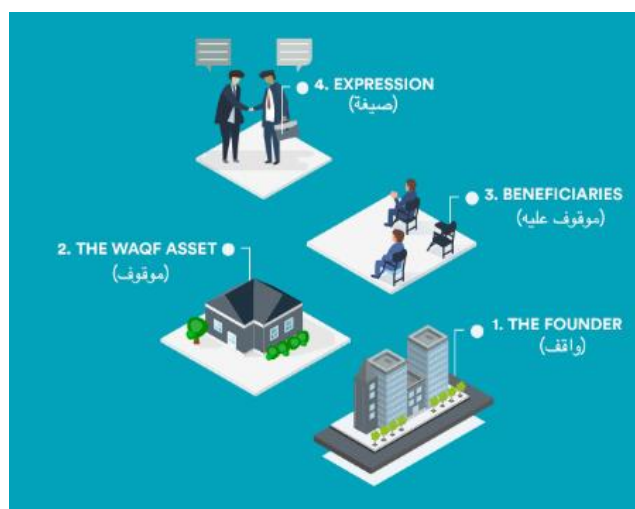 4. EXPRESSION
(صيغة)
3. BENEFICIARIES
(موقوف عليه)
2. THE WAQF ASSET
(موقوف)
1. THE FOUNDER
(واقف)